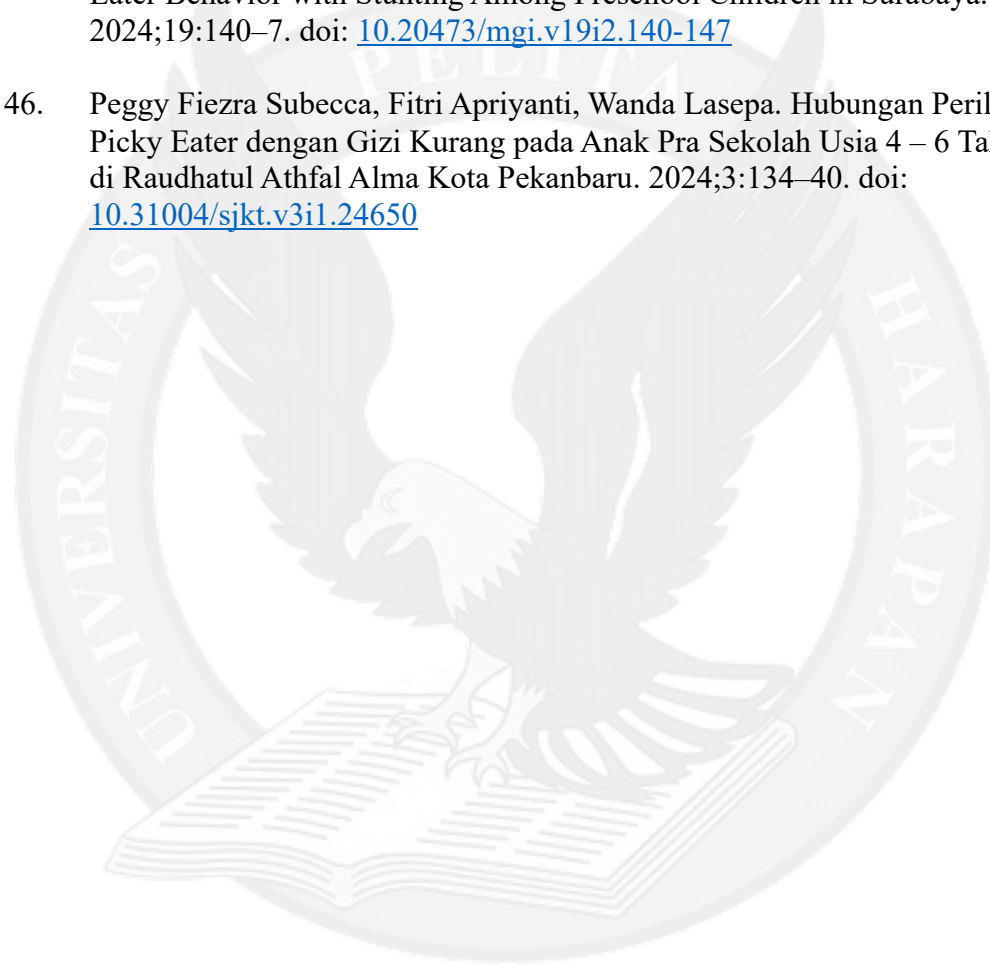 Eater Behavior with Stunting Among Preschool Children in Surabaya.
2024;19:140–7. doi: 10.20473/mgi.v19i2.140-147
46. Peggy Fiezra Subecca, Fitri Apriyanti, Wanda Lasepa. Hubungan Peril
Picky Eater dengan Gizi Kurang pada Anak Pra Sekolah Usia 4 – 6 Ta
di Raudhatul Athfal Alma Kota Pekanbaru. 2024;3:134–40. doi:
10.31004/sjkt.v3i1.24650
UNIVERSITAS
PELITA
HARAPAN